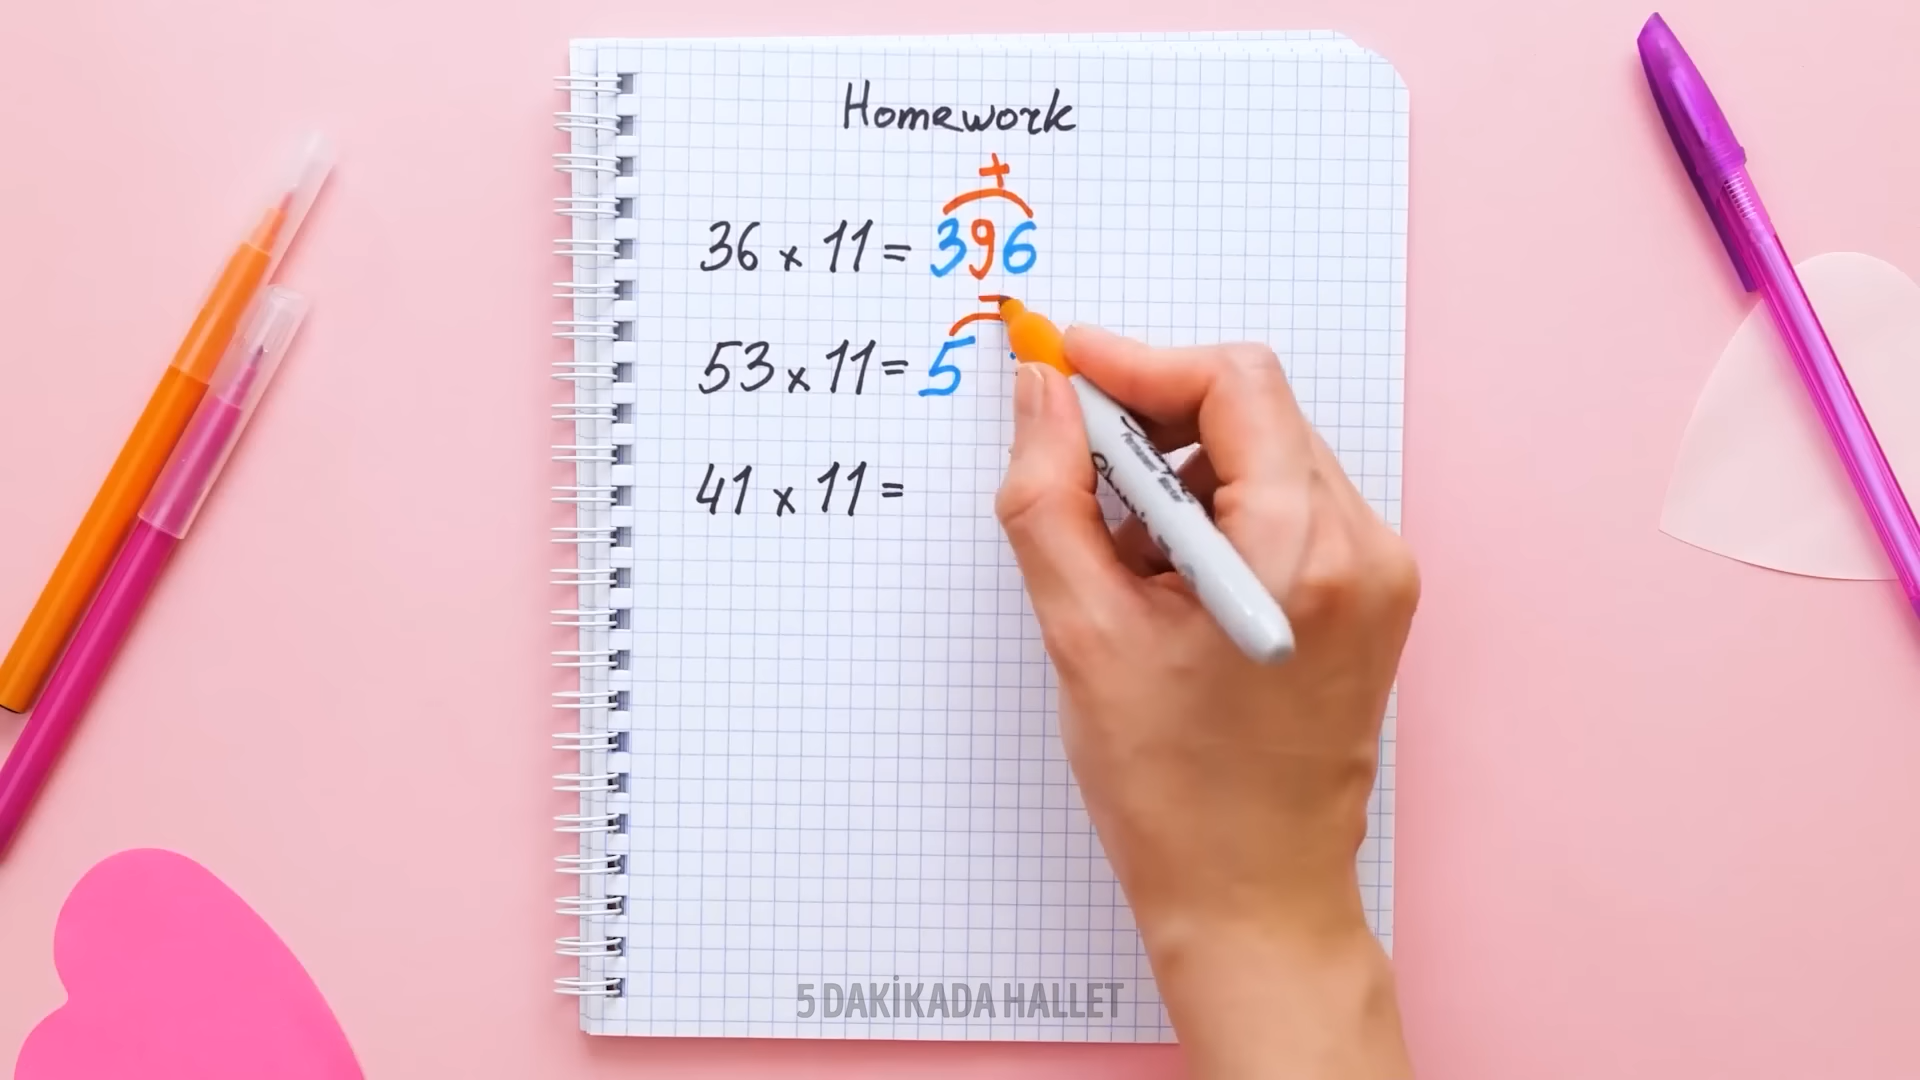 Homework
+
36 x 11 = 396
53 x 11 = 5
41 x 11 =
5 DAKİKADA HALLET